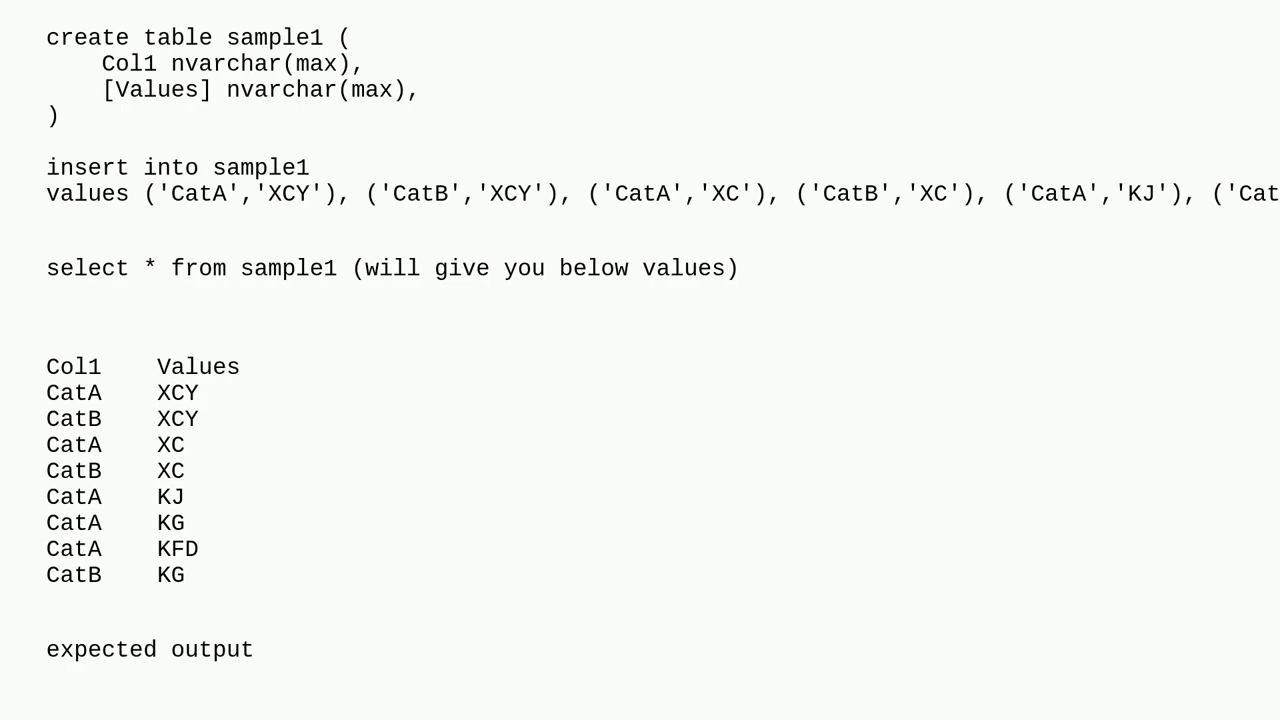 create table sample1 (
    Col1 nvarchar(max),
    [Values] nvarchar(max),
)
insert into sample1
values ('CatA','XCY'), ('CatB','XCY'), ('CatA','XC'), ('CatB','XC'), ('CatA','KJ'), ('Cat
select * from sample1 (will give you below values)
Col1    Values
CatA    XCY
CatB    XCY
CatA    XC
CatB    XC
CatA    KJ
CatA    KG
CatA    KFD
CatB    KG
expected output